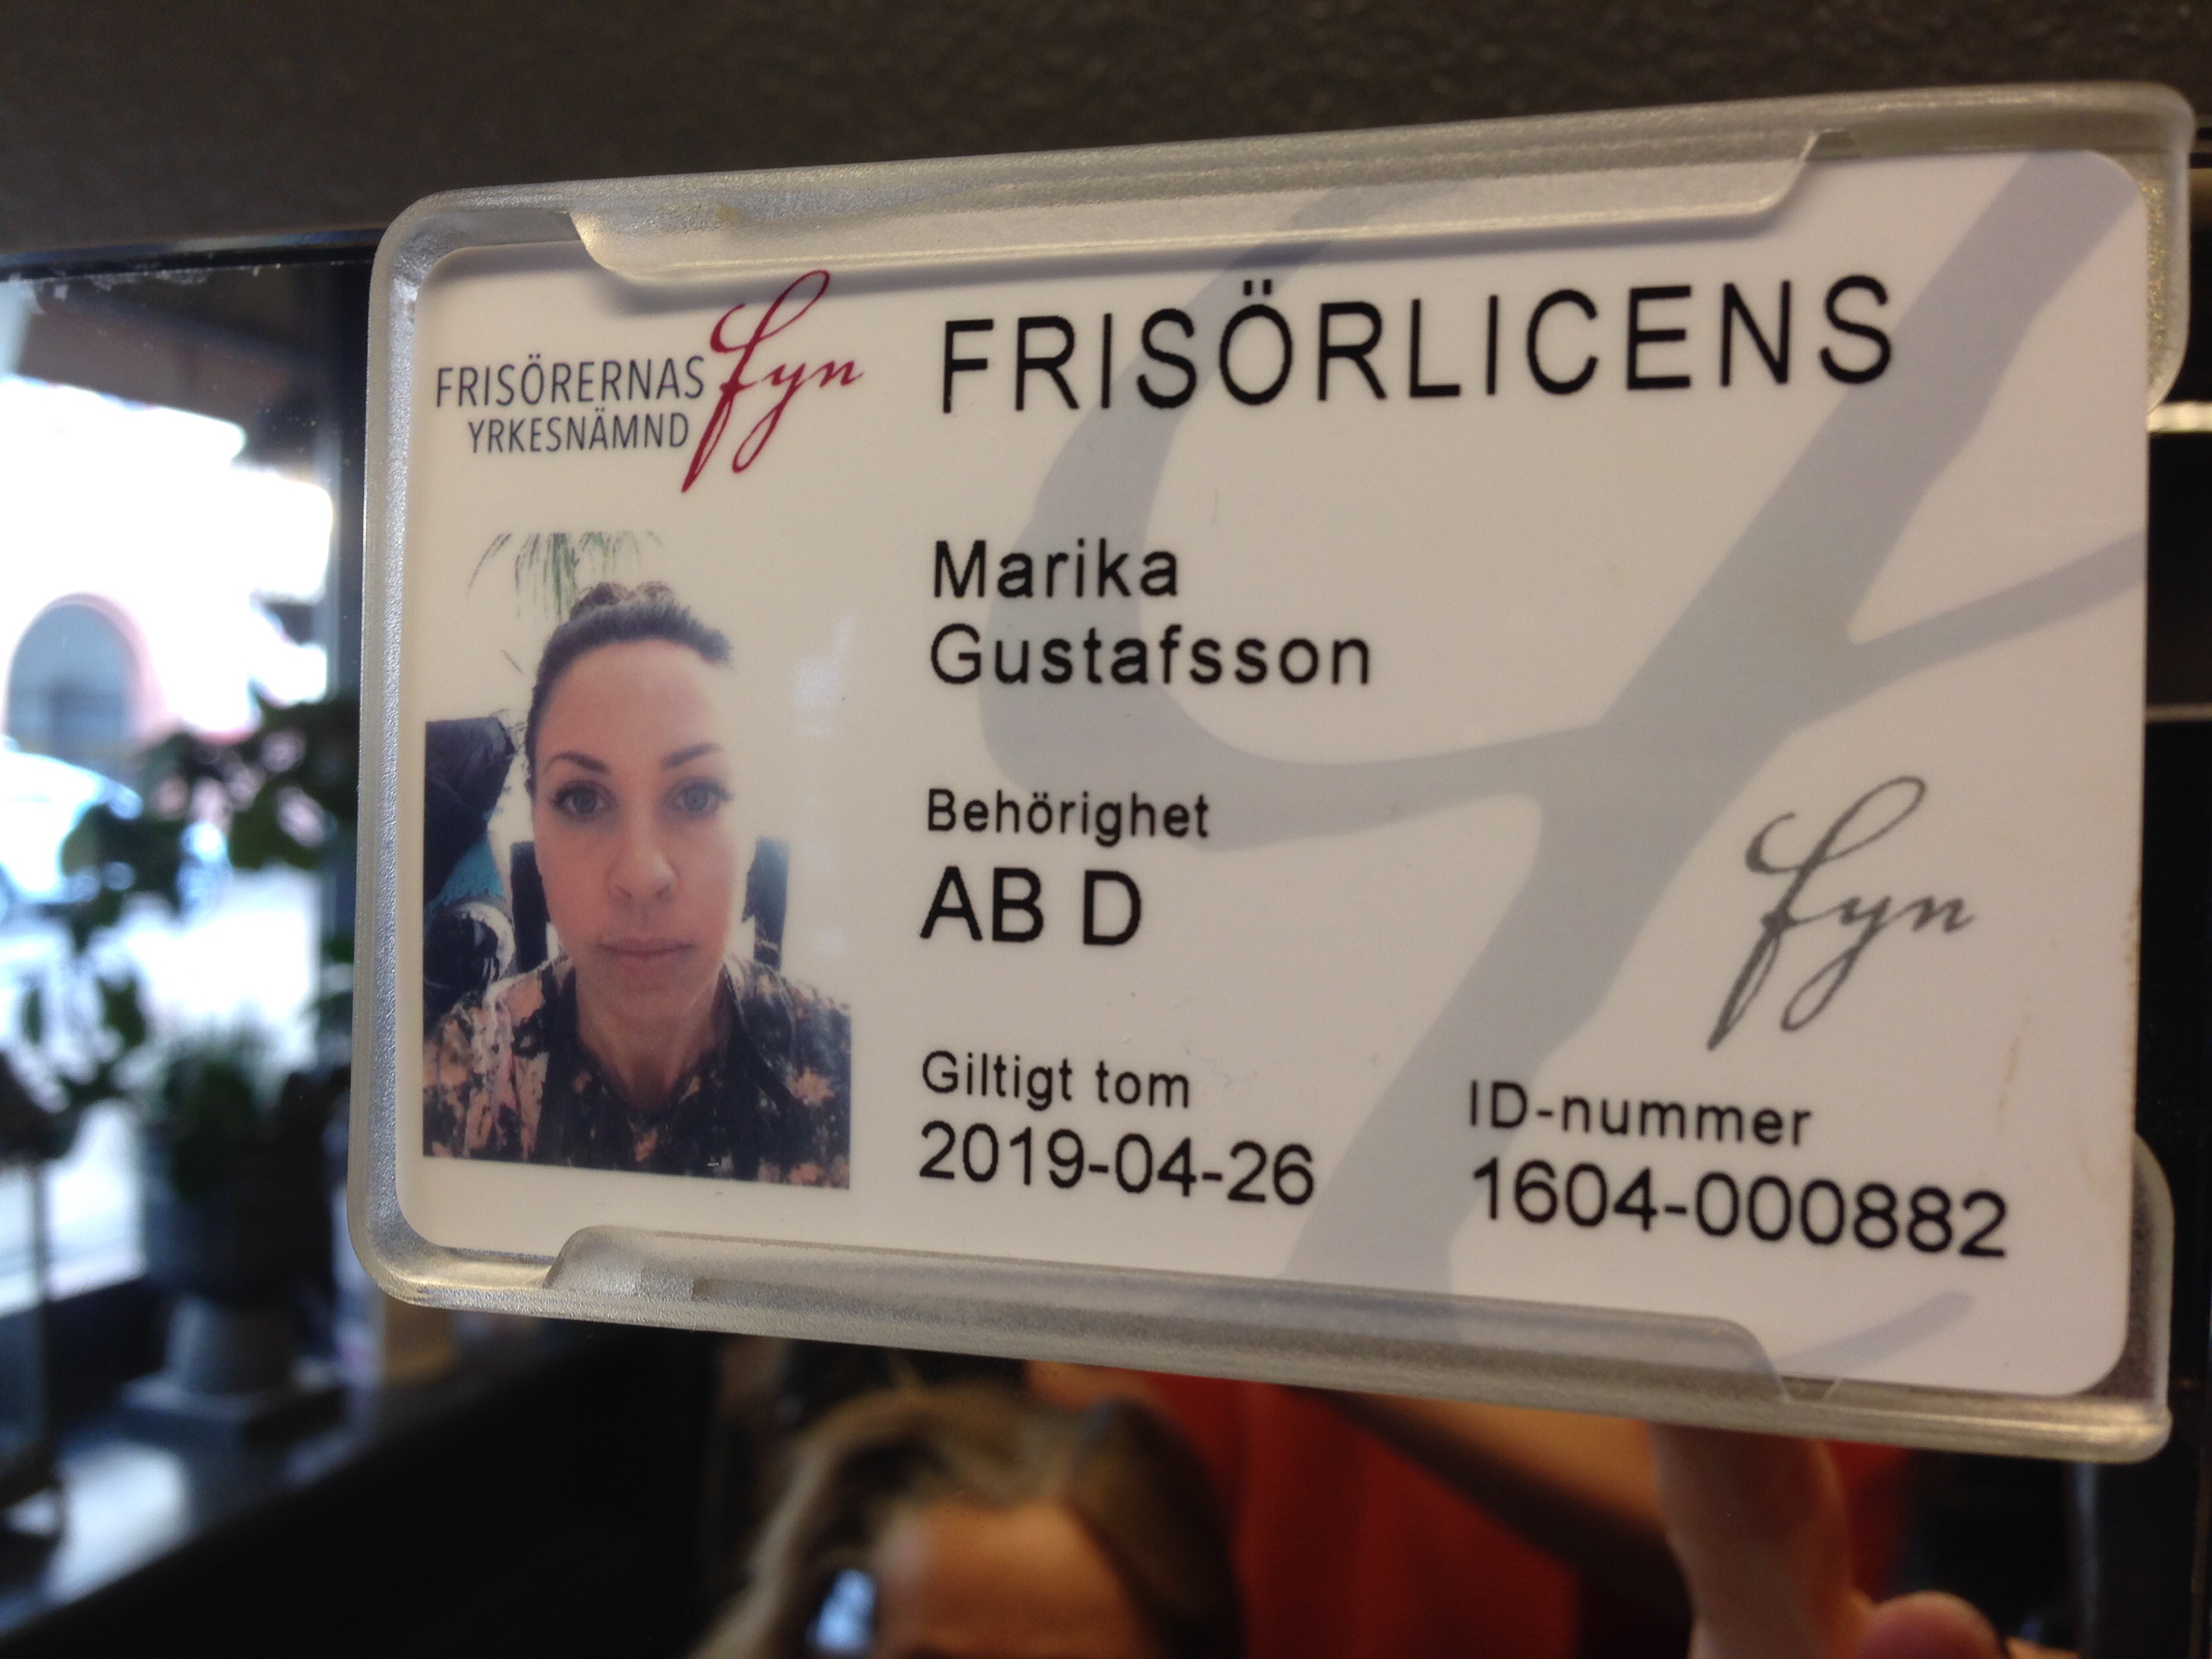 FRISÖRERNAS fyn
YRKESNÄMND
FRISÖRLICENS
Marika
Gustafsson
Behörighet
AB D
fyn
Giltigt tom
2019-04-26
ID-nummer
1604-000882